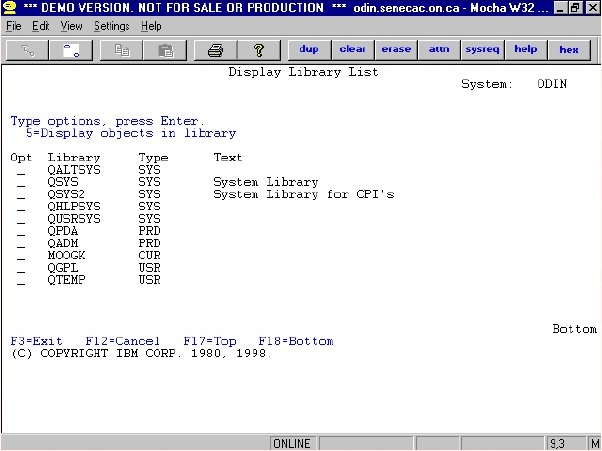 *** DEMO VERSION. NOT FOR SALE OR PRODUCTION *** odin.senecac.on.ca - Mocha W32 ...
File Edit View Settings Help
dup clear erase attn sysreq help hex
Display Library List
System: ODIN
Type options, press Enter.
5=Display objects in library
Opt Library Type Text
_ QALTSYS SYS
_ QSYS SYS System Library
_ QSYS2 SYS System Library for CPI's
_ QHLPSYS SYS
_ QUSRSYS SYS
_ QPDA PRD
_ QADM PRD
_ MOOGK CUR
_ QGPL USR
_ QTEMP USR
Bottom
F3=Exit F12=Cancel F17=Top F18=Bottom
(C) COPYRIGHT IBM CORP. 1980, 1998.
ONLINE 9,3 M